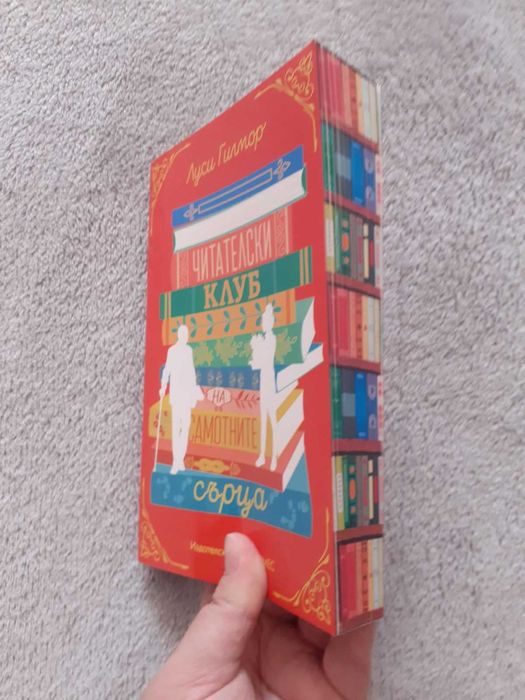 Луси Гилмор
ЧИТАТЕЛСКИ
КЛУБ
НА
САМОТНИТЕ
сърца